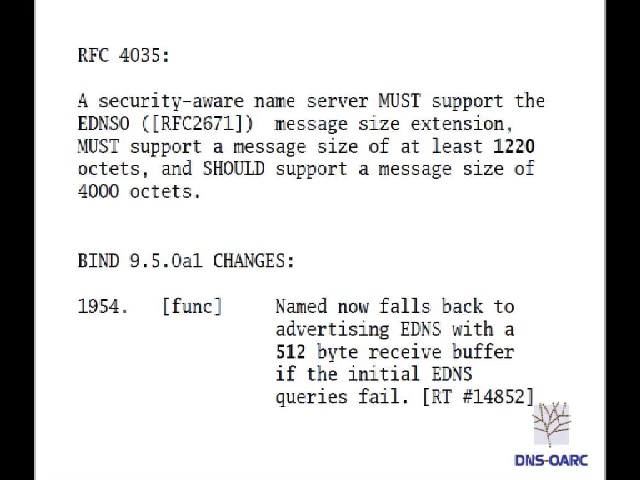 RFC 4035:
A security-aware name server MUST support the
EDNS0 ([RFC2671]) message size extension,
MUST support a message size of at least 1220
octets, and SHOULD support a message size of
4000 octets.
BIND 9.5.0a1 CHANGES:
1954. [func] Named now falls back to
advertising EDNS with a
512 byte receive buffer
if the initial EDNS
queries fail. [RT #14852]
DNS-OARC